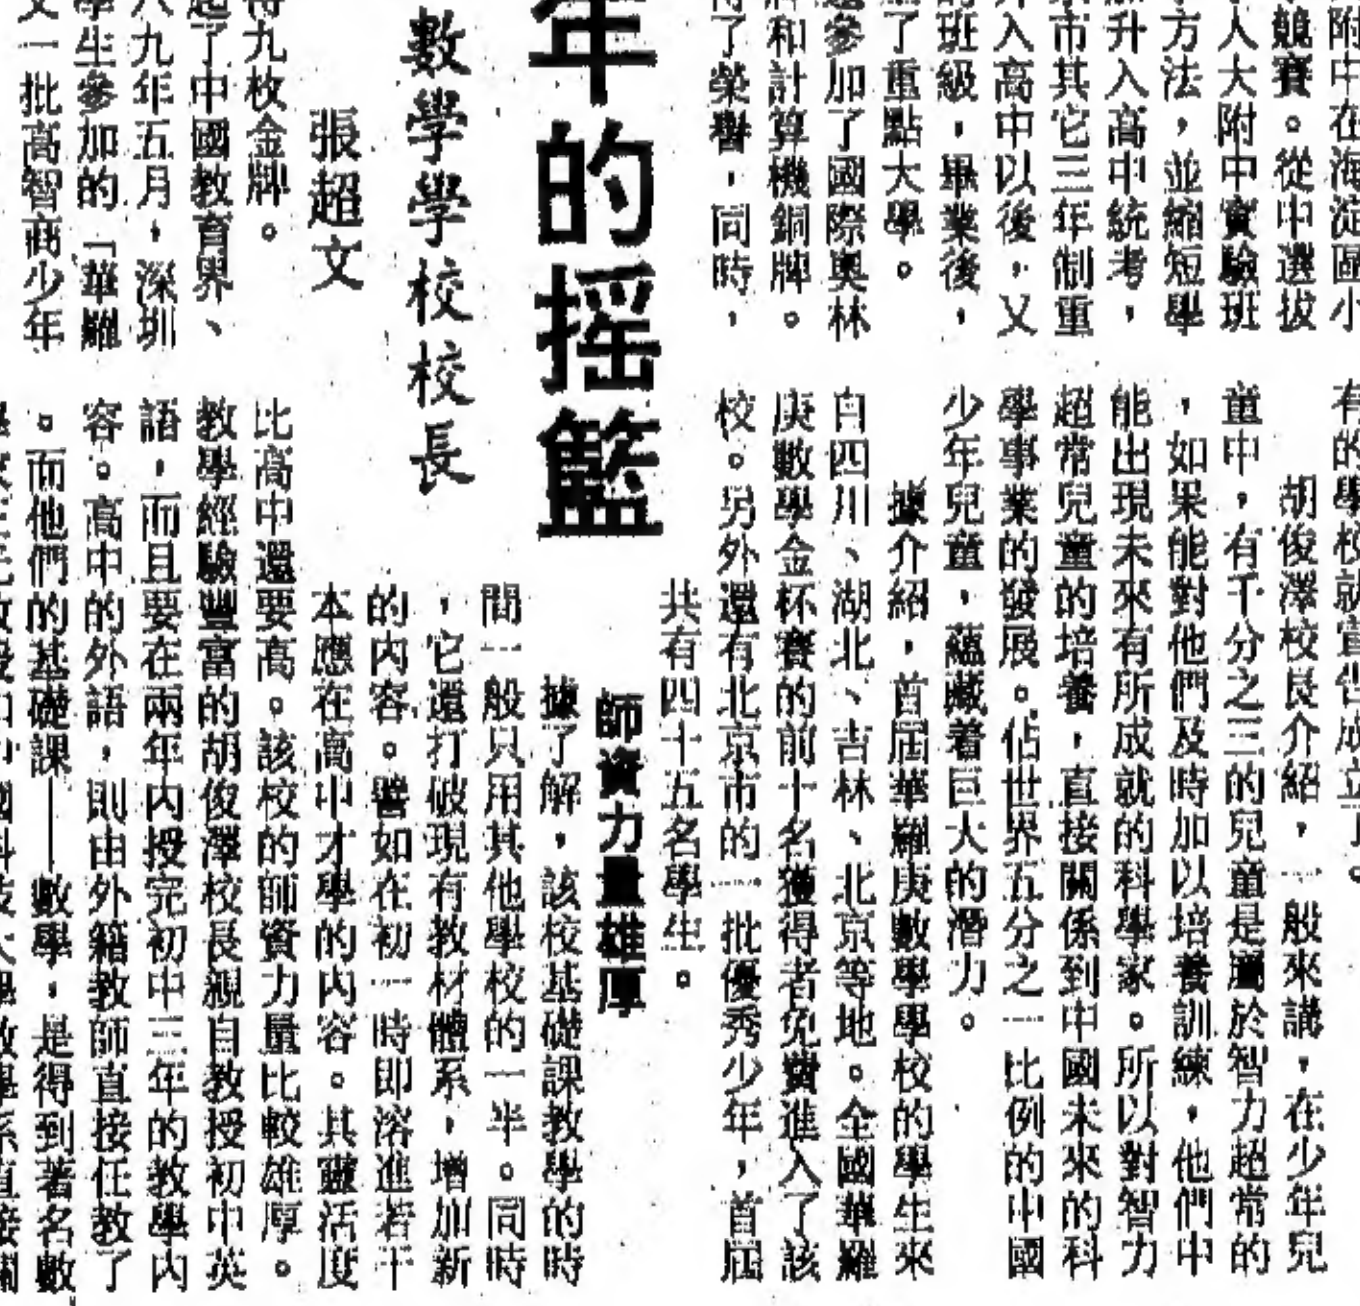 附中在海淀區小
競賽。從中選拔
人大附中實驗班
方法，並縮短學
升入高中統考，
市其它三年制重
入高中以後，又
班級，畢業後，
了重點大學。
參加了國際奧林
和計算機銅牌。
了榮譽，同時，
有的學校就宣告成立了。
胡俊澤校長介紹，一般來講，在少年兒
童中，有千分之三的兒童是屬於智力超常的
，如果能對他們及時加以培養訓練，他們中
能出現未來有所成就的科學家。所以對智力
超常兒童的培養，直接關係到中國未來的科
學事業的發展。佔世界五分之一比例的中國
少年兒童，蘊藏着巨大的潛力。
據介紹，首屆華羅庚數學學校的學生來
自四川、湖北、吉林、北京等地。全國華羅
庚數學金杯賽的前十名獲得者免費進入了該
校。另外還有北京市的一批優秀少年，首屆
共有四十五名學生。
年的搖籃
數學學校校長
張超文
得九枚金牌。
起了中國教育界、
八九年五月，深圳
學生參加的「華羅
又一批高智商少年
師資力量雄厚
據了解，該校基礎課教學的時
間一般只用其他學校的一半。同時
，它還打破現有教材體系，增加新
的內容。譬如在初一時即溶進若干
本應在高中才學的內容。其靈活度
比高中還要高。該校的師資力量比較雄厚。
教學經驗豐富的胡俊澤校長親自教授初中英
語，而且要在兩年內授完初中三年的教學內
容。高中的外語，則由外籍教師直接任教了
。而他們的基礎課——數學，是得到著名數